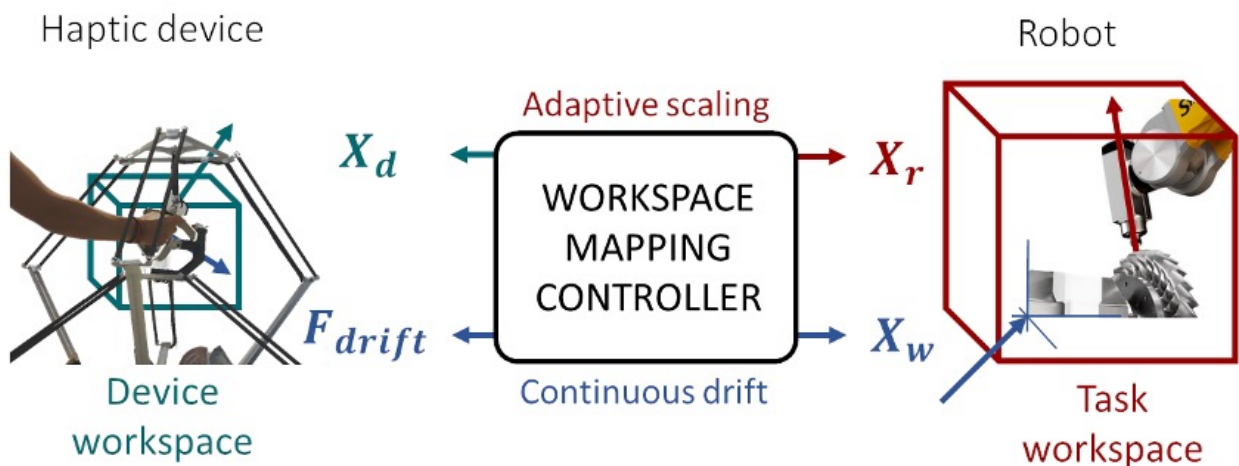 Haptic device
Robot
Adaptive scaling
X_d
X_r
WORKSPACE
MAPPING
CONTROLLER
F_drift
X_w
Continuous drift
Device
workspace
Task
workspace